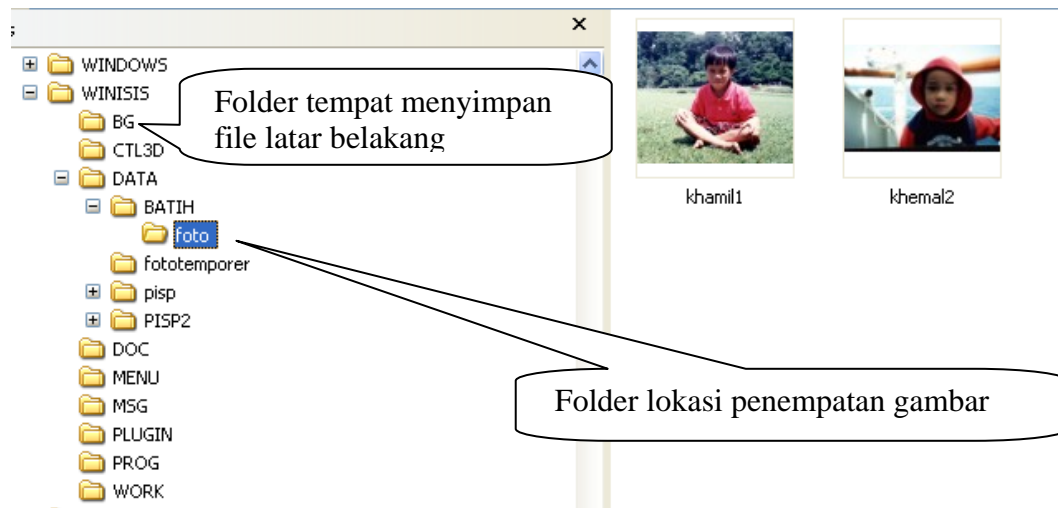 WINDOWS
WINISIS
BG
CTL3D
DATA
BATIH
foto
fototemporer
pisp
PISP2
DOC
MENU
MSG
PLUGIN
PROG
WORK
Folder tempat menyimpan
file latar belakang
Folder lokasi penempatan gambar
khamil1
khemal2